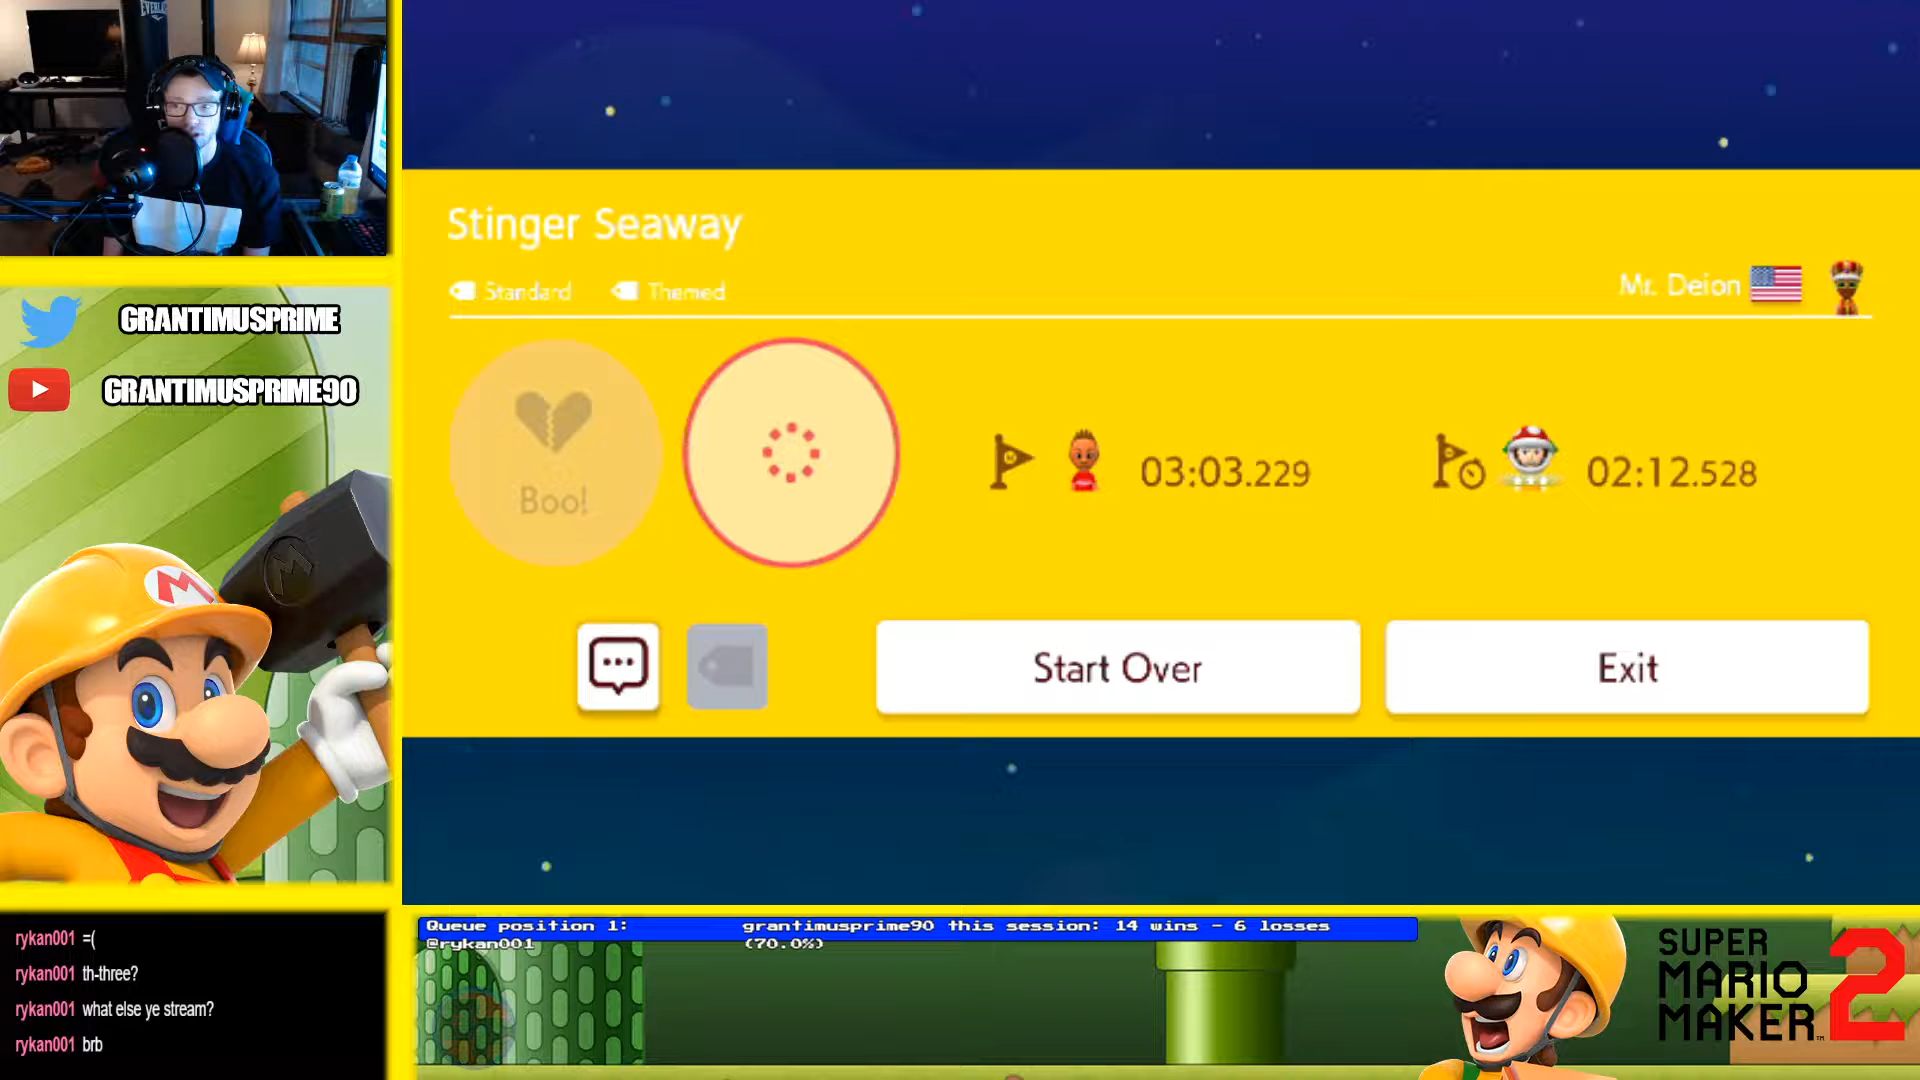 Stinger Seaway
Standard Themed
Mr. Deion
Boo!
03:03.229
02:12.528
Start Over
Exit
GRANTIMUSPRIME
GRANTIMUSPRIME90
rykan001 =(
rykan001 th-three?
rykan001 what else ye stream?
rykan001 brb
Queue position 1: grantimusprime90 this session: 14 wins - 6 losses
@rykan001 (70.0%)
SUPER
MARIO
MAKER 2
EVERLAST
M
M